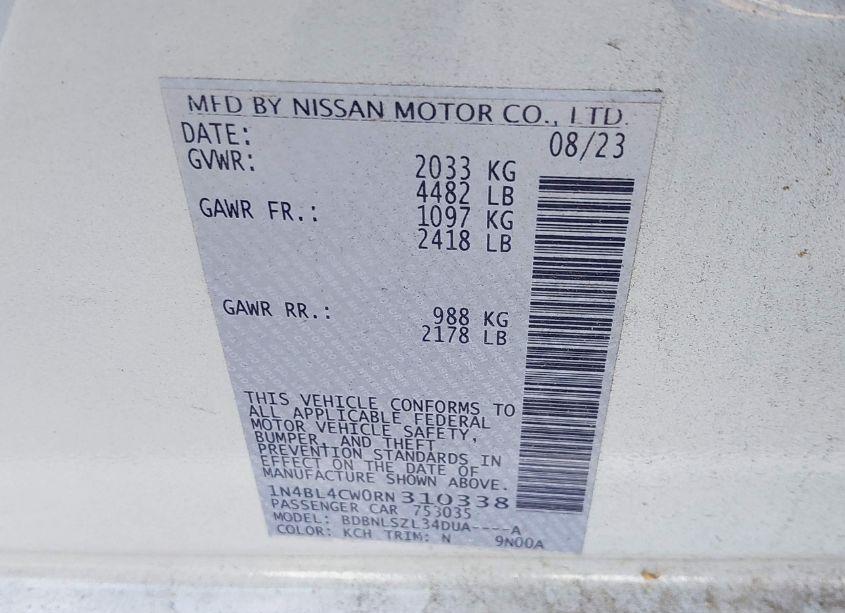 MFD BY NISSAN MOTOR CO., LTD.
DATE: 08/23
GVWR: 2033 KG
4482 LB
GAWR FR.: 1097 KG
2418 LB
GAWR RR.: 988 KG
2178 LB
THIS VEHICLE CONFORMS TO
ALL APPLICABLE FEDERAL
MOTOR VEHICLE SAFETY,
BUMPER, AND THEFT
PREVENTION STANDARDS IN
EFFECT ON THE DATE OF
MANUFACTURE SHOWN ABOVE.
1N4BL4CW0RN310338
PASSENGER CAR 753035
MODEL: BDBNLSZL34DUA----A
COLOR: KCH TRIM: N 9N00A